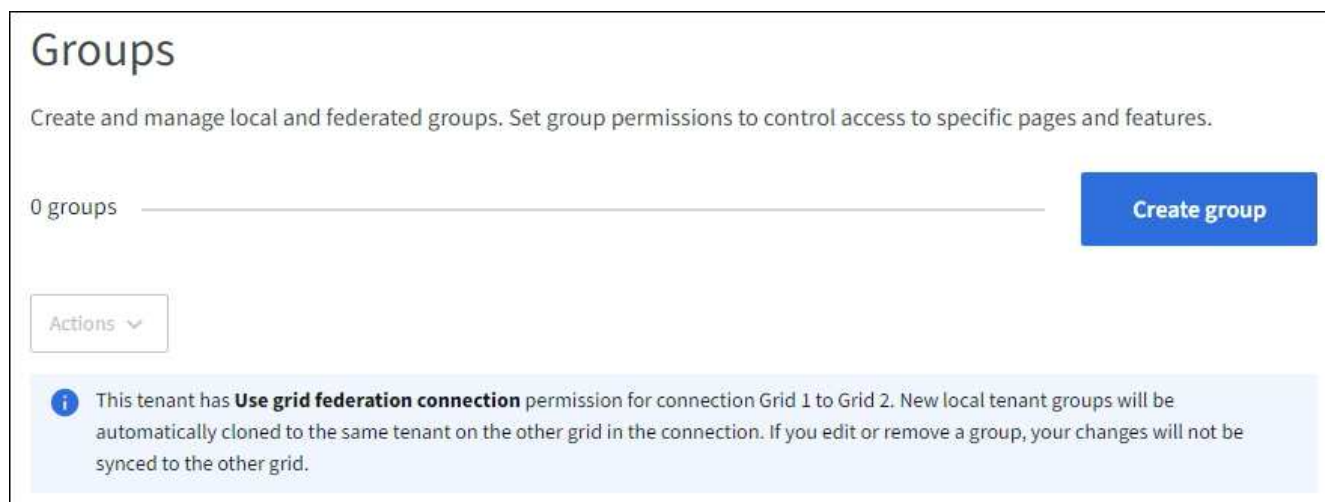 Groups
Create and manage local and federated groups. Set group permissions to control access to specific pages and features.
0 groups
Create group
Actions
This tenant has Use grid federation connection permission for connection Grid 1 to Grid 2. New local tenant groups will be
automatically cloned to the same tenant on the other grid in the connection. If you edit or remove a group, your changes will not be
synced to the other grid.